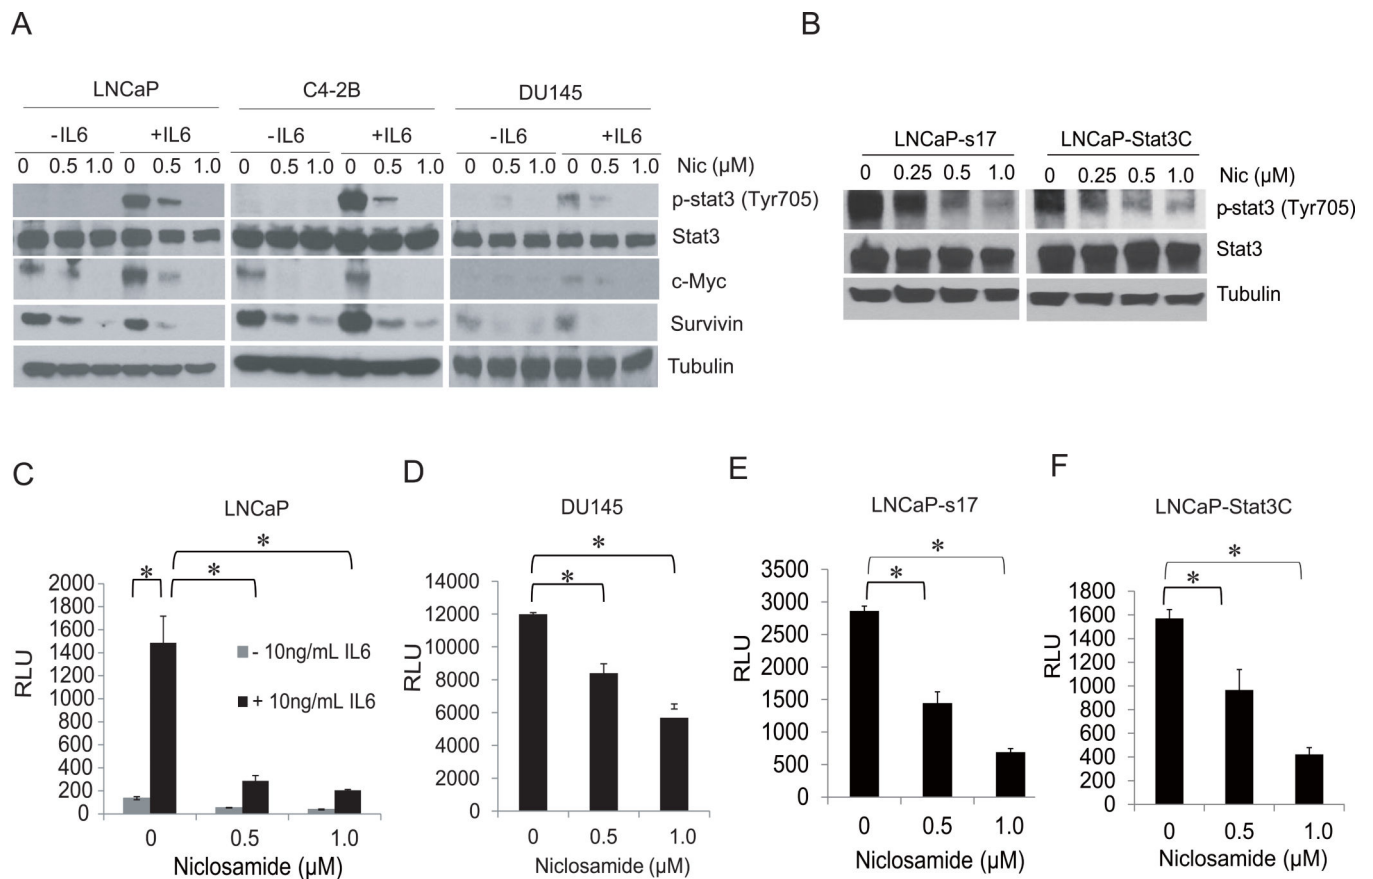 A
B
LNCaP
C4-2B
DU145
-IL6 +IL6 -IL6 +IL6 -IL6 +IL6
0 0.5 1.0 0 0.5 1.0 0 0.5 1.0 0 0.5 1.0 0 0.5 1.0 0 0.5 1.0 Nic (µM)
p-stat3 (Tyr705)
Stat3
c-Myc
Survivin
Tubulin
LNCaP-s17 LNCaP-Stat3C
0 0.25 0.5 1.0 0 0.25 0.5 1.0 Nic (µM)
p-stat3 (Tyr705)
Stat3
Tubulin
C
LNCaP
*
*
*
2000
1800
1600
1400
1200
1000
800
600
400
200
0
RLU
- 10ng/mL IL6
+ 10ng/mL IL6
0 0.5 1.0
Niclosamide (µM)
D
DU145
*
*
14000
12000
10000
8000
6000
4000
2000
0
RLU
0 0.5 1.0
Niclosamide (µM)
E
LNCaP-s17
*
*
3500
3000
2500
2000
1500
1000
500
0
RLU
0 0.5 1.0
Niclosamide (µM)
F
LNCaP-Stat3C
*
*
1800
1600
1400
1200
1000
800
600
400
200
0
RLU
0 0.5 1.0
Niclosamide (µM)